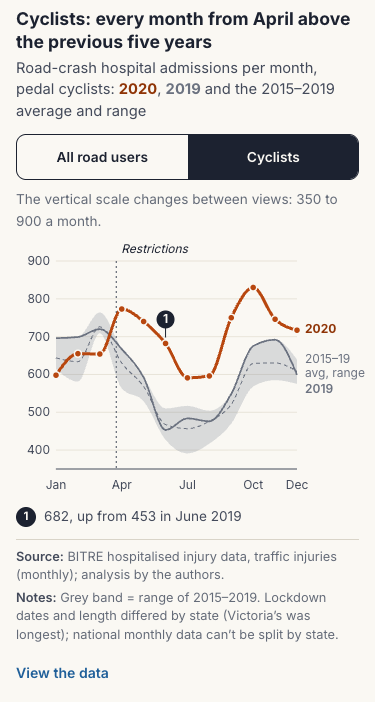 Cyclists: every month from April above
the previous five years
Road-crash hospital admissions per month,
pedal cyclists: 2020, 2019 and the 2015–2019
average and range
All road users
Cyclists
The vertical scale changes between views: 350 to
900 a month.
Restrictions
900
800
700
600
500
400
1
2020
2015–19
avg, range
2019
Jan Apr Jul Oct Dec
1 682, up from 453 in June 2019
Source: BITRE hospitalised injury data, traffic injuries
(monthly); analysis by the authors.
Notes: Grey band = range of 2015–2019. Lockdown
dates and length differed by state (Victoria’s was
longest); national monthly data can’t be split by state.
View the data